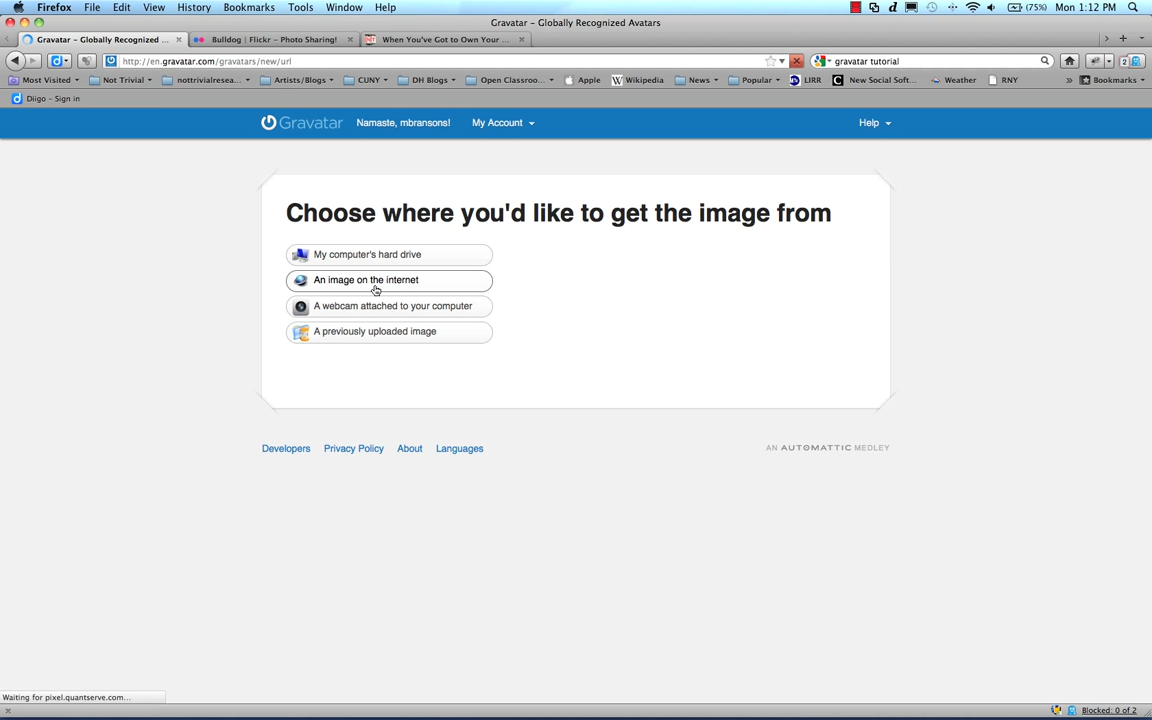 Firefox File Edit View History Bookmarks Tools Window Help (75%) Mon 1:12 PM
Gravatar – Globally Recognized Avatars
Gravatar – Globally Recognized ... Bulldog | Flickr – Photo Sharing! When You've Got to Own Your ...
http://en.gravatar.com/gravatars/new/url gravatar tutorial 2
Most Visited Not Trivial nottrivialresea... Artists/Blogs CUNY DH Blogs Open Classroo... Apple Wikipedia News Popular LIRR New Social Soft... Weather RNY » Bookmarks
Diigo – Sign in
Gravatar Namaste, mbransons! My Account Help
Choose where you'd like to get the image from
My computer's hard drive
An image on the internet
A webcam attached to your computer
A previously uploaded image
Developers Privacy Policy About Languages AN AUTOMATTIC MEDLEY
Waiting for pixel.quantserve.com...
Blocked: 0 of 2